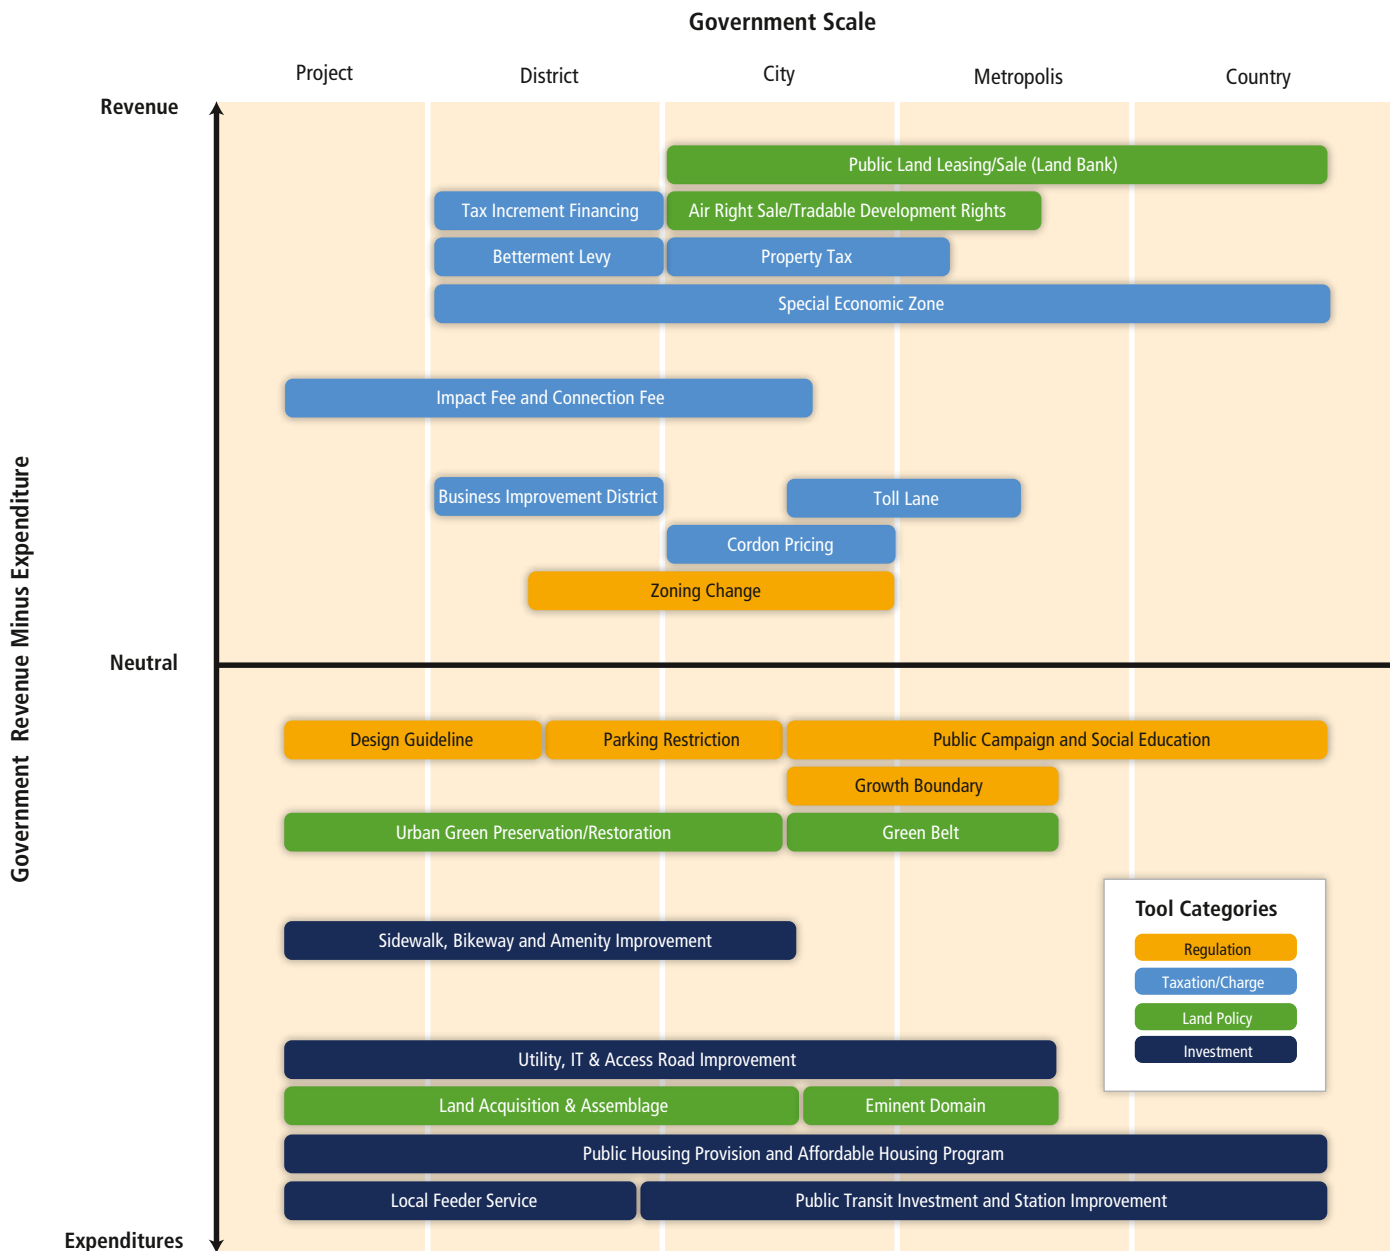 Government Scale
Project
District
City
Metropolis
Country
Revenue
Public Land Leasing/Sale (Land Bank)
Tax Increment Financing
Air Right Sale/Tradable Development Rights
Betterment Levy
Property Tax
Special Economic Zone
Impact Fee and Connection Fee
Business Improvement District
Toll Lane
Cordon Pricing
Zoning Change
Government Revenue Minus Expenditure
Neutral
Design Guideline
Parking Restriction
Public Campaign and Social Education
Growth Boundary
Urban Green Preservation/Restoration
Green Belt
Sidewalk, Bikeway and Amenity Improvement
Tool Categories
Regulation
Taxation/Charge
Land Policy
Investment
Utility, IT & Access Road Improvement
Land Acquisition & Assemblage
Eminent Domain
Public Housing Provision and Affordable Housing Program
Local Feeder Service
Public Transit Investment and Station Improvement
Expenditures